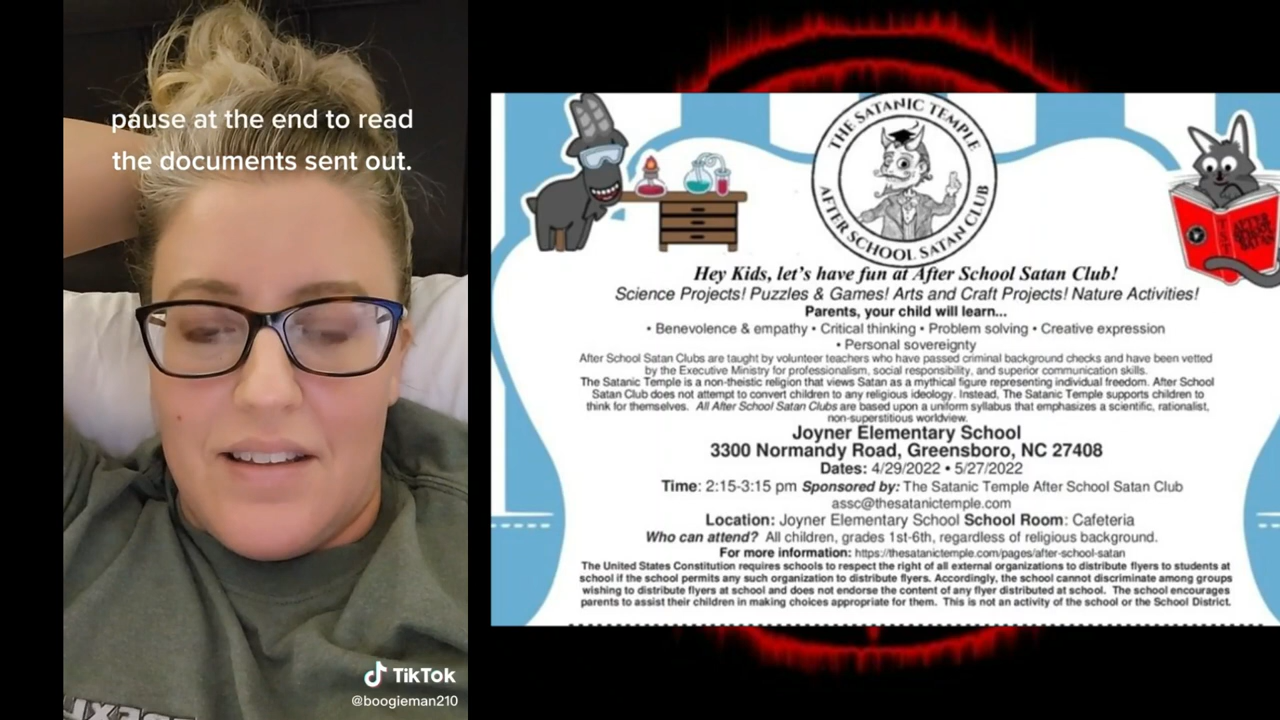 pause at the end to read
the documents sent out.
TikTok
@boogieman210
THE SATANIC TEMPLE
AFTER SCHOOL SATAN CLUB
AFTER
SCHOOL
SATAN
Hey Kids, let's have fun at After School Satan Club!
Science Projects! Puzzles & Games! Arts and Craft Projects! Nature Activities!
Parents, your child will learn...
• Benevolence & empathy • Critical thinking • Problem solving • Creative expression
• Personal sovereignty
After School Satan Clubs are taught by volunteer teachers who have passed criminal background checks and have been vetted
by the Executive Ministry for professionalism, social responsibility, and superior communication skills.
The Satanic Temple is a non-theistic religion that views Satan as a mythical figure representing individual freedom. After School
Satan Club does not attempt to convert children to any religious ideology. Instead, The Satanic Temple supports children to
think for themselves. All After School Satan Clubs are based upon a uniform syllabus that emphasizes a scientific, rationalist,
non-superstitious worldview.
Joyner Elementary School
3300 Normandy Road, Greensboro, NC 27408
Dates: 4/29/2022 • 5/27/2022
Time: 2:15-3:15 pm Sponsored by: The Satanic Temple After School Satan Club
assc@thesatanictemple.com
Location: Joyner Elementary School School Room: Cafeteria
Who can attend? All children, grades 1st-6th, regardless of religious background.
For more information: https://thesatanictemple.com/pages/after-school-satan
The United States Constitution requires schools to respect the right of all external organizations to distribute flyers to students at
school if the school permits any such organization to distribute flyers. Accordingly, the school cannot discriminate among groups
wishing to distribute flyers at school and does not endorse the content of any flyer distributed at school. The school encourages
parents to assist their children in making choices appropriate for them. This is not an activity of the school or the School District.